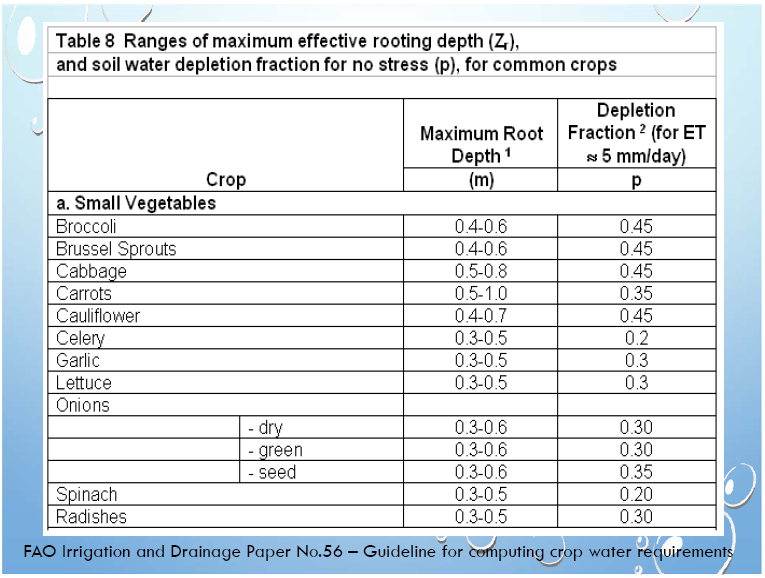 Table 8 Ranges of maximum effective rooting depth (Zr),
and soil water depletion fraction for no stress (p), for common crops
Crop
Maximum Root
Depth 1
(m)
Depletion
Fraction 2 (for ET
≈ 5 mm/day)
p
a. Small Vegetables
Broccoli 0.4-0.6 0.45
Brussel Sprouts 0.4-0.6 0.45
Cabbage 0.5-0.8 0.45
Carrots 0.5-1.0 0.35
Cauliflower 0.4-0.7 0.45
Celery 0.3-0.5 0.2
Garlic 0.3-0.5 0.3
Lettuce 0.3-0.5 0.3
Onions
- dry 0.3-0.6 0.30
- green 0.3-0.6 0.30
- seed 0.3-0.6 0.35
Spinach 0.3-0.5 0.20
Radishes 0.3-0.5 0.30
FAO Irrigation and Drainage Paper No.56 – Guideline for computing crop water requirements